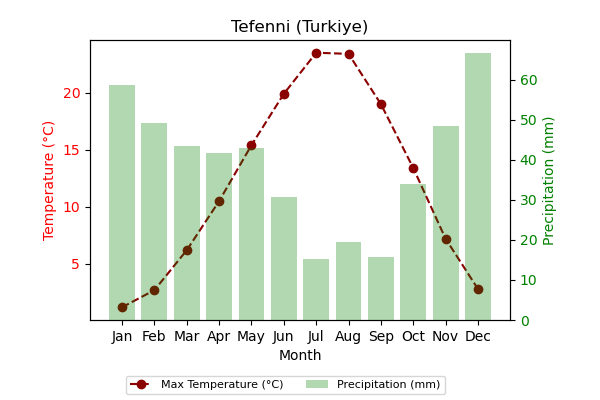 Tefenni (Turkiye)
Temperature (°C)
20
15
10
5
60
50
40
30
20
10
0
Precipitation (mm)
Jan Feb Mar Apr May Jun Jul Aug Sep Oct Nov Dec
Month
Max Temperature (°C) Precipitation (mm)